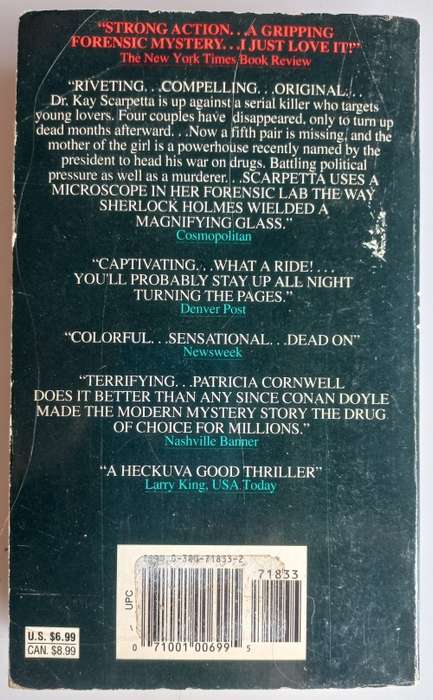 "STRONG ACTION...A GRIPPING
FORENSIC MYSTERY...I JUST LOVE IT!"
The New York Times Book Review
"RIVETING...COMPELLING...ORIGINAL...
Dr. Kay Scarpetta is up against a serial killer who targets
young lovers. Four couples have disappeared, only to turn up
dead months afterward...Now a fifth pair is missing, and the
mother of the girl is a powerhouse recently named by the
president to head his war on drugs. Battling political
pressure as well as a murderer...SCARPETTA USES A
MICROSCOPE IN HER FORENSIC LAB THE WAY
SHERLOCK HOLMES WIELDED A
MAGNIFYING GLASS."
Cosmopolitan
"CAPTIVATING...WHAT A RIDE!...
YOU'LL PROBABLY STAY UP ALL NIGHT
TURNING THE PAGES."
Denver Post
"COLORFUL...SENSATIONAL...DEAD ON"
Newsweek
"TERRIFYING...PATRICIA CORNWELL
DOES IT BETTER THAN ANY SINCE CONAN DOYLE
MADE THE MODERN MYSTERY STORY THE DRUG
OF CHOICE FOR MILLIONS."
Nashville Banner
"A HECKUVA GOOD THRILLER"
Larry King, USA Today
0-380-71833-2
71833
UPC
0 71001 00699 5
U.S. $6.99
CAN. $8.99